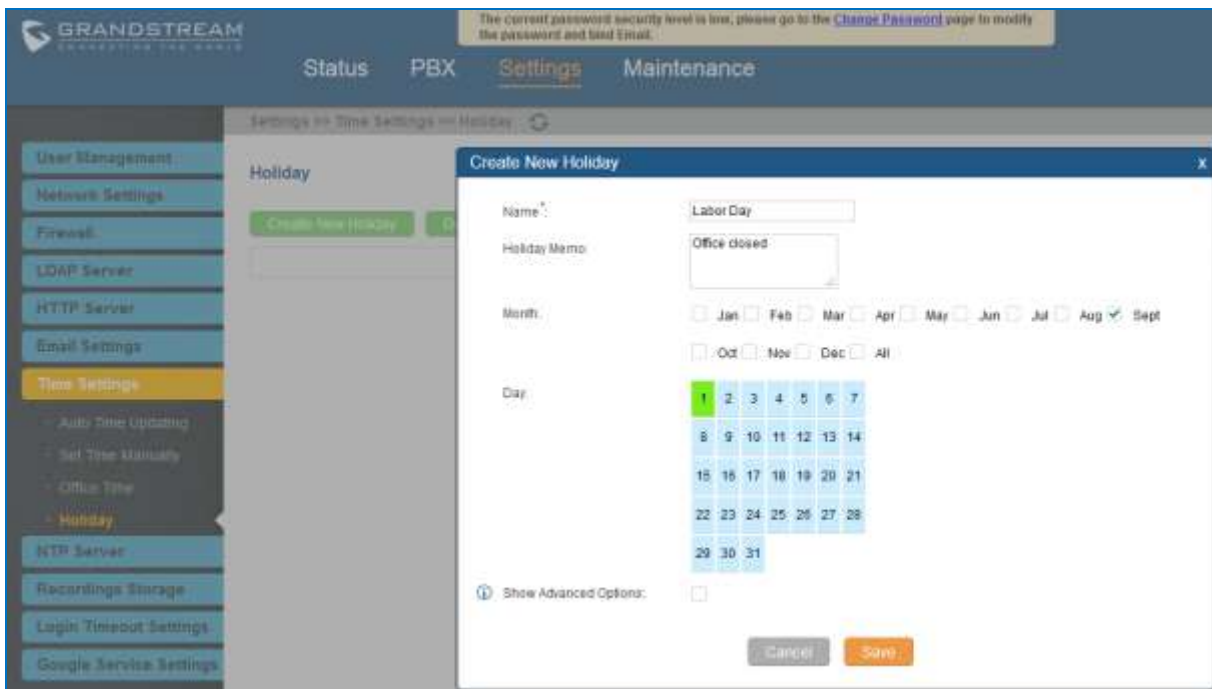 GRANDSTREAM
CONNECTING THE WORLD
The current password security level is low, please go to the Change Password page to modify
the password and bind Email.
Status PBX Settings Maintenance
Settings >> Time Settings >> Holiday
User Management
Network Settings
Firewall
LDAP Server
HTTP Server
Email Settings
Time Settings
Auto Time Updating
Set Time Manually
Office Time
Holiday
NTP Server
Recordings Storage
Login Timeout Settings
Google Service Settings
Holiday
Create New Holiday
Create New Holiday x
Name*: Labor Day
Holiday Memo: Office closed
Month: Jan Feb Mar Apr May Jun Jul Aug Sept
Oct Nov Dec All
Day: 1 2 3 4 5 6 7
8 9 10 11 12 13 14
15 16 17 18 19 20 21
22 23 24 25 26 27 28
29 30 31
Show Advanced Options:
Cancel Save